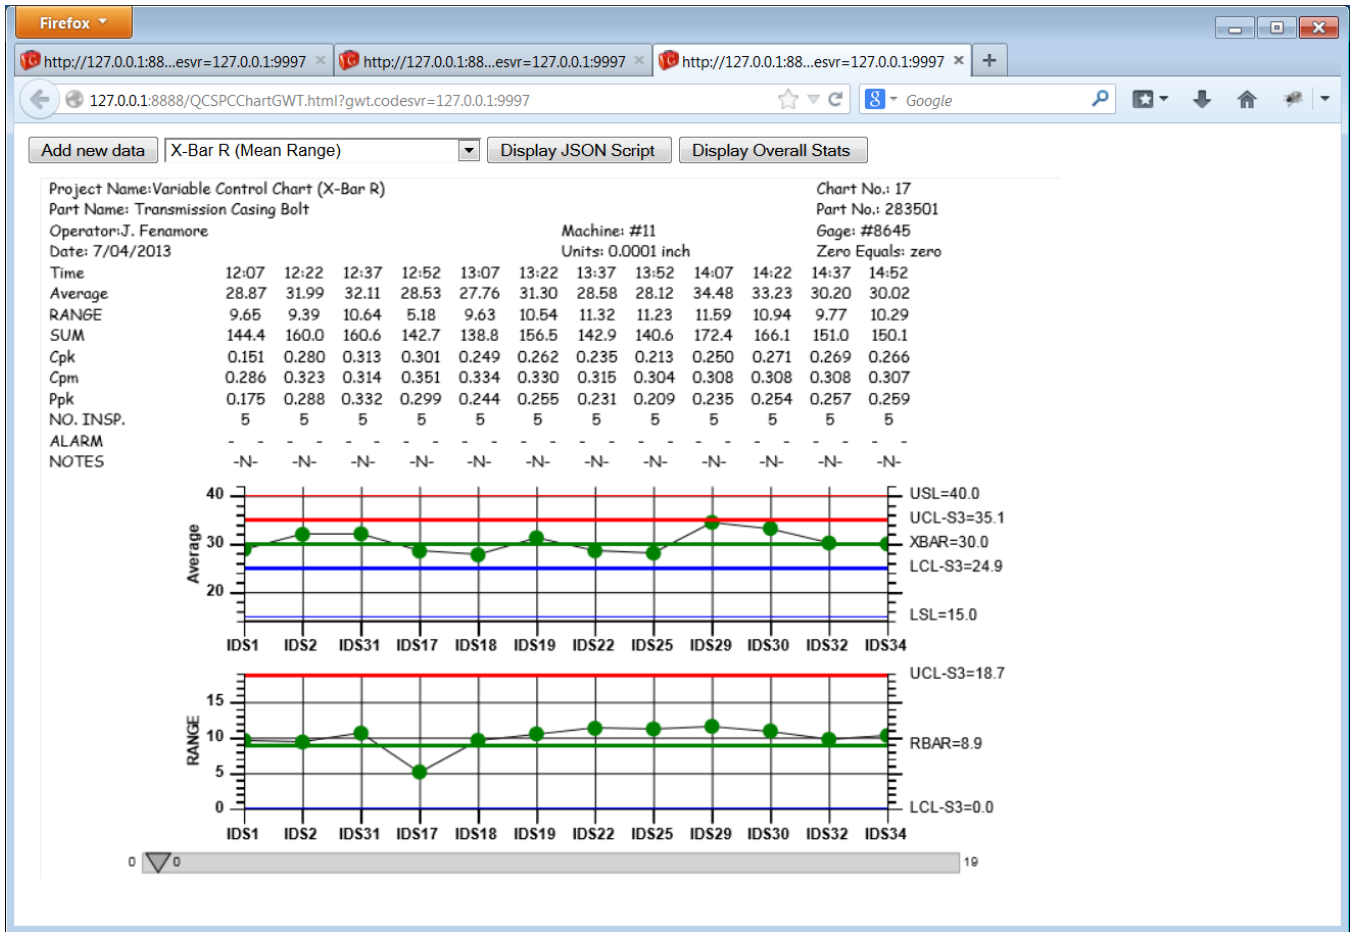 Firefox
http://127.0.0.1:88...esvr=127.0.0.1:9997 × http://127.0.0.1:88...esvr=127.0.0.1:9997 × http://127.0.0.1:88...esvr=127.0.0.1:9997 × +
127.0.0.1:8888/QCSPCChartGWT.html?gwt.codesvr=127.0.0.1:9997 8 Google
Add new data X-Bar R (Mean Range) Display JSON Script Display Overall Stats
Project Name:Variable Control Chart (X-Bar R) Chart No.: 17
Part Name: Transmission Casing Bolt Part No.: 283501
Operator:J. Fenamore Machine: #11 Gage: #8645
Date: 7/04/2013 Units: 0.0001 inch Zero Equals: zero
Time 12:07 12:22 12:37 12:52 13:07 13:22 13:37 13:52 14:07 14:22 14:37 14:52
Average 28.87 31.99 32.11 28.53 27.76 31.30 28.58 28.12 34.48 33.23 30.20 30.02
RANGE 9.65 9.39 10.64 5.18 9.63 10.54 11.32 11.23 11.59 10.94 9.77 10.29
SUM 144.4 160.0 160.6 142.7 138.8 156.5 142.9 140.6 172.4 166.1 151.0 150.1
Cpk 0.151 0.280 0.313 0.301 0.249 0.262 0.235 0.213 0.250 0.271 0.269 0.266
Cpm 0.286 0.323 0.314 0.351 0.334 0.330 0.315 0.304 0.308 0.308 0.308 0.307
Ppk 0.175 0.288 0.332 0.299 0.244 0.255 0.231 0.209 0.235 0.254 0.257 0.259
NO. INSP. 5 5 5 5 5 5 5 5 5 5 5 5
ALARM - - - - - - - - - - - - - - - - - - - - - - - -
NOTES -N- -N- -N- -N- -N- -N- -N- -N- -N- -N- -N- -N-
Average
40 USL=40.0
UCL-S3=35.1
30 XBAR=30.0
LCL-S3=24.9
20
LSL=15.0
IDS1 IDS2 IDS31 IDS17 IDS18 IDS19 IDS22 IDS25 IDS29 IDS30 IDS32 IDS34
RANGE
UCL-S3=18.7
15
10 RBAR=8.9
5
0 LCL-S3=0.0
IDS1 IDS2 IDS31 IDS17 IDS18 IDS19 IDS22 IDS25 IDS29 IDS30 IDS32 IDS34
0 0 19